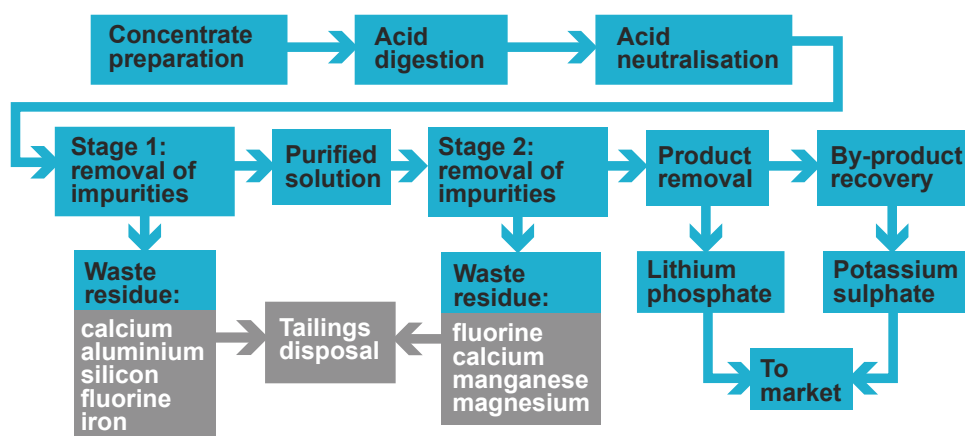 Concentrate
preparation
Acid
digestion
Acid
neutralisation
Stage 1:
removal of
impurities
Purified
solution
Stage 2:
removal of
impurities
Product
removal
By-product
recovery
Waste
residue:
calcium
aluminium
silicon
fluorine
iron
Tailings
disposal
Waste
residue:
fluorine
calcium
manganese
magnesium
Lithium
phosphate
Potassium
sulphate
To
market